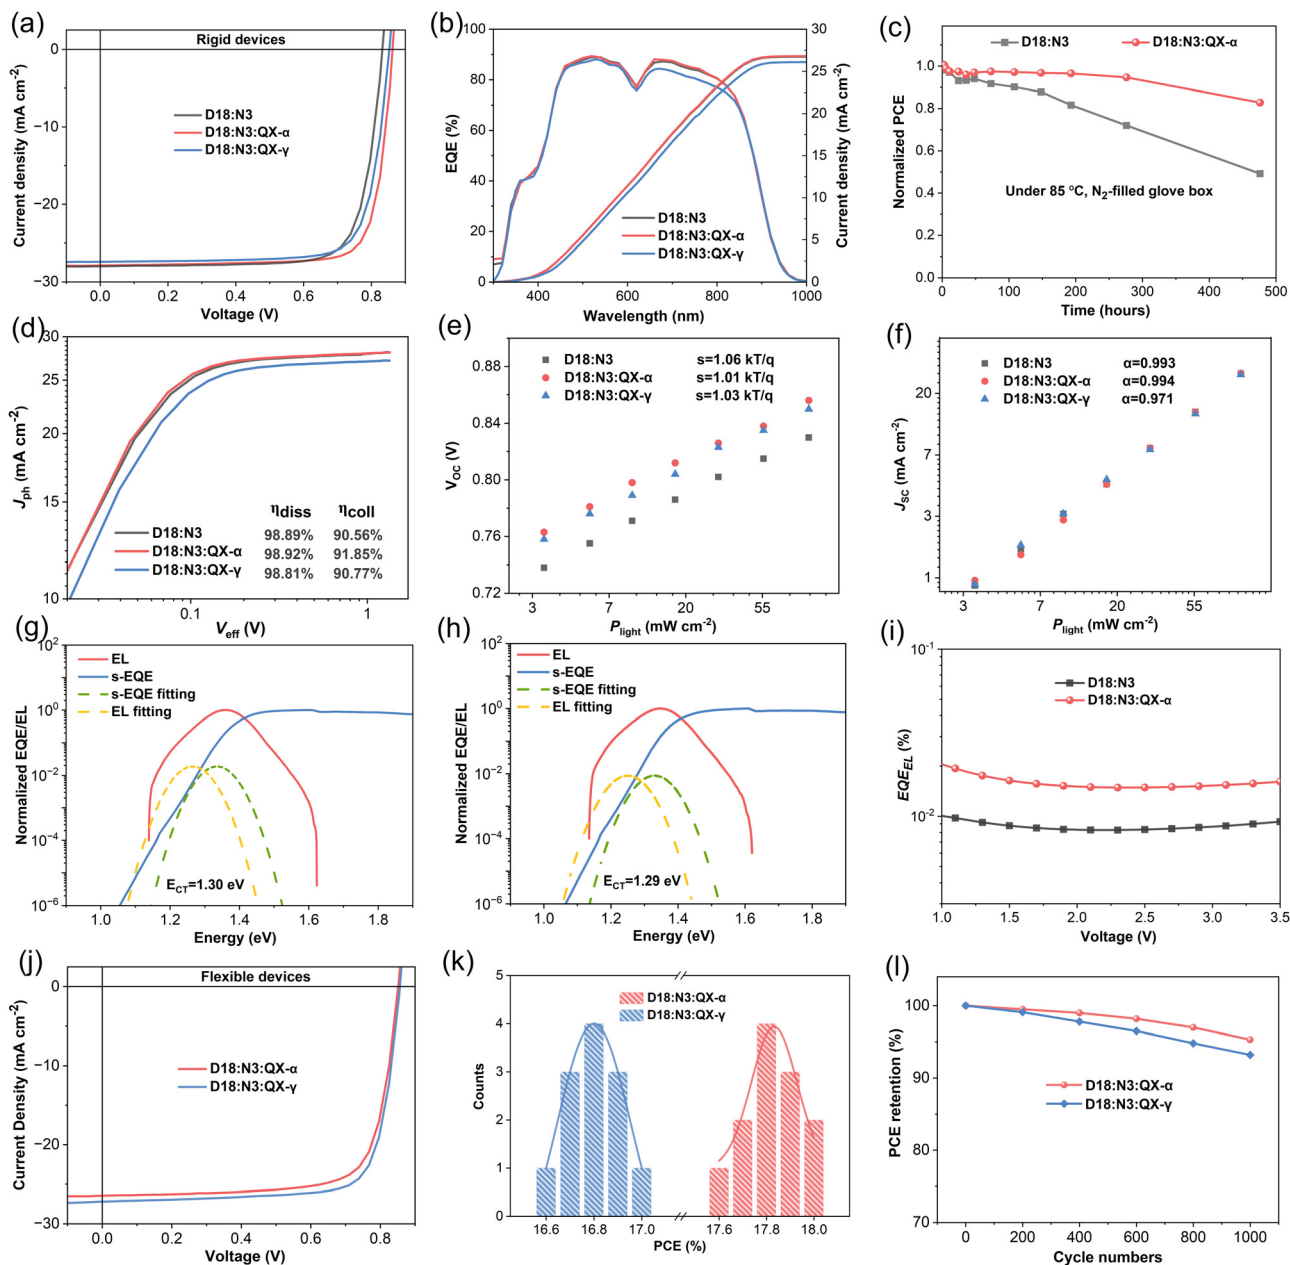 (a)
Rigid devices
0
−10
−20
−30
Current density (mA cm⁻²)
D18:N3
D18:N3:QX-α
D18:N3:QX-γ
0.0 0.2 0.4 0.6 0.8
Voltage (V)
(b)
100
80
60
40
20
0
EQE (%)
30
25
20
15
10
5
0
Current density (mA cm⁻²)
D18:N3
D18:N3:QX-α
D18:N3:QX-γ
400 600 800 1000
Wavelength (nm)
(c)
D18:N3 D18:N3:QX-α
1.0
0.8
0.6
0.4
0.2
0.0
Normalized PCE
Under 85 °C, N₂-filled glove box
0 100 200 300 400 500
Time (hours)
(d)
30
25
20
15
10
Jph (mA cm⁻²)
ηdiss ηcoll
D18:N3 98.89% 90.56%
D18:N3:QX-α 98.92% 91.85%
D18:N3:QX-γ 98.81% 90.77%
0.1 1
Veff (V)
(e)
0.88
0.84
0.80
0.76
0.72
VOC (V)
D18:N3 s=1.06 kT/q
D18:N3:QX-α s=1.01 kT/q
D18:N3:QX-γ s=1.03 kT/q
3 7 20 55
Plight (mW cm⁻²)
(f)
20
7
3
1
JSC (mA cm⁻²)
D18:N3 α=0.993
D18:N3:QX-α α=0.994
D18:N3:QX-γ α=0.971
3 7 20 55
Plight (mW cm⁻²)
(g)
10²
10⁰
10⁻²
10⁻⁴
10⁻⁶
Normalized EQE/EL
EL
s-EQE
s-EQE fitting
EL fitting
ECT=1.30 eV
1.0 1.2 1.4 1.6 1.8
Energy (eV)
(h)
10²
10⁰
10⁻²
10⁻⁴
10⁻⁶
Normalized EQE/EL
EL
s-EQE
s-EQE fitting
EL fitting
ECT=1.29 eV
1.0 1.2 1.4 1.6 1.8
Energy (eV)
(i)
10⁻¹
10⁻²
EQEEL (%)
D18:N3
D18:N3:QX-α
1.0 1.5 2.0 2.5 3.0 3.5
Voltage (V)
(j)
Flexible devices
0
−10
−20
−30
Current Density (mA cm⁻²)
D18:N3:QX-α
D18:N3:QX-γ
0.0 0.2 0.4 0.6 0.8
Voltage (V)
(k)
5
4
3
2
1
0
Counts
D18:N3:QX-α
D18:N3:QX-γ
16.6 16.8 17.0 17.6 17.8 18.0
PCE (%)
(l)
100
90
80
70
PCE retention (%)
D18:N3:QX-α
D18:N3:QX-γ
0 200 400 600 800 1000
Cycle numbers